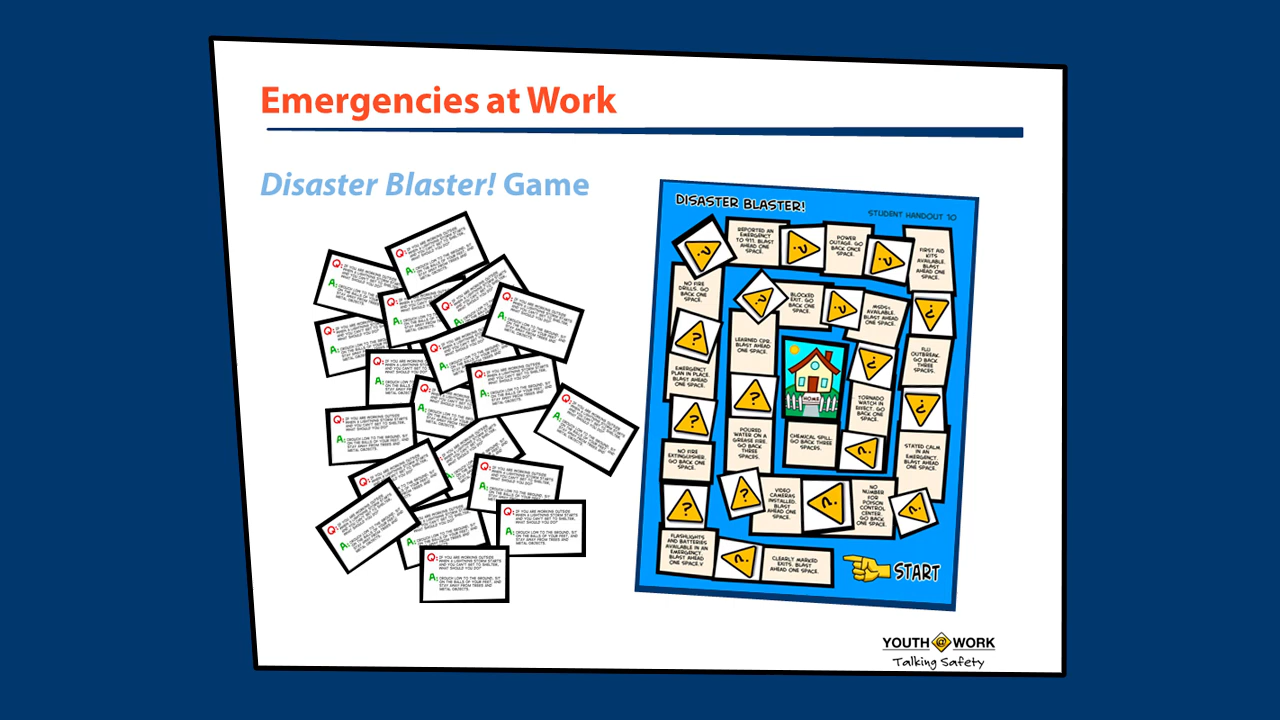 Emergencies at Work
Disaster Blaster! Game
Q: IF YOU ARE WORKING OUTSIDE
WHEN A LIGHTNING STORM STARTS
AND YOU CAN'T GET TO SHELTER,
WHAT SHOULD YOU DO?
A: CROUCH LOW TO THE GROUND, SIT
ON THE BALLS OF YOUR FEET, AND
STAY AWAY FROM TREES AND
METAL OBJECTS.
DISASTER BLASTER!
STUDENT HANDOUT 10
REPORTED AN
EMERGENCY
TO 911. BLAST
AHEAD ONE
SPACE.
POWER
OUTAGE. GO
BACK ONCE
SPACE.
FIRST AID
KITS
AVAILABLE.
BLAST
AHEAD ONE
SPACE.
NO FIRE
DRILLS. GO
BACK ONE
SPACE.
BLOCKED
EXIT. GO
BACK ONE
SPACE.
MSDS
AVAILABLE.
BLAST AHEAD
ONE SPACE.
LEARNED CPR.
BLAST AHEAD
ONE SPACE.
FLU
OUTBREAK.
GO BACK
THREE
SPACES.
EMERGENCY
PLAN IN PLACE.
BLAST AHEAD
ONE SPACE.
HOME
TORNADO
WATCH IN
EFFECT. GO
BACK ONE
SPACE.
POURED
WATER ON A
GREASE FIRE.
GO BACK
THREE
SPACES.
CHEMICAL SPILL.
GO BACK THREE
SPACES.
STAYED CALM
IN AN
EMERGENCY.
BLAST AHEAD
ONE SPACE.
NO FIRE
EXTINGUISHER.
GO BACK ONE
SPACE.
VIDEO
CAMERAS
INSTALLED.
BLAST
AHEAD ONE
SPACE.
NO
NUMBER
FOR
POISON
CONTROL
CENTER.
GO BACK
ONE
SPACE.
FLASHLIGHTS
AND BATTERIES
AVAILABLE IN AN
EMERGENCY.
BLAST AHEAD
ONE SPACE.
CLEARLY MARKED
EXITS. BLAST
AHEAD ONE SPACE.
START
YOUTH @ WORK
Talking Safety